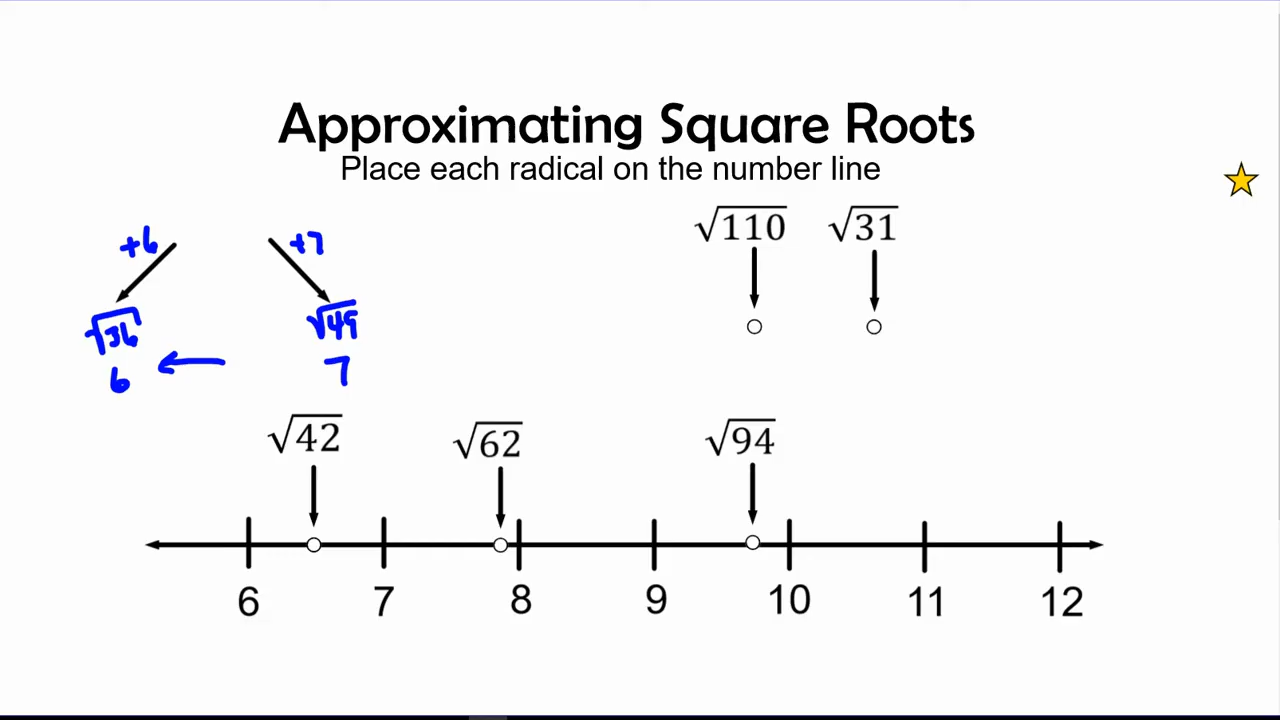 Approximating Square Roots
Place each radical on the number line
√110 √31
+6 +7
√36 √49
6 ← 7
√42 √62 √94
6 7 8 9 10 11 12